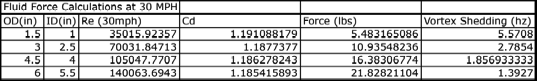 Fluid Force Calculations at 30 MPH
OD(in) ID(in) Re (30mph) Cd Force (lbs) Vortex Shedding (hz)
1.5 1 35015.92357 1.191088179 5.483165086 5.5708
3 2.5 70031.84713 1.1877377 10.93548236 2.7854
4.5 4 105047.7707 1.186278243 16.38306774 1.856933333
6 5.5 140063.6943 1.185415893 21.82821104 1.3927